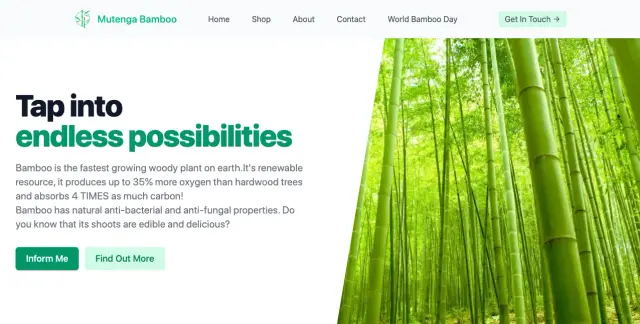 Mutenga Bamboo
Home
Shop
About
Contact
World Bamboo Day
Get In Touch →
Tap into
endless possibilities
Bamboo is the fastest growing woody plant on earth.It's renewable
resource, it produces up to 35% more oxygen than hardwood trees
and absorbs 4 TIMES as much carbon!
Bamboo has natural anti-bacterial and anti-fungal properties. Do
you know that its shoots are edible and delicious?
Inform Me
Find Out More